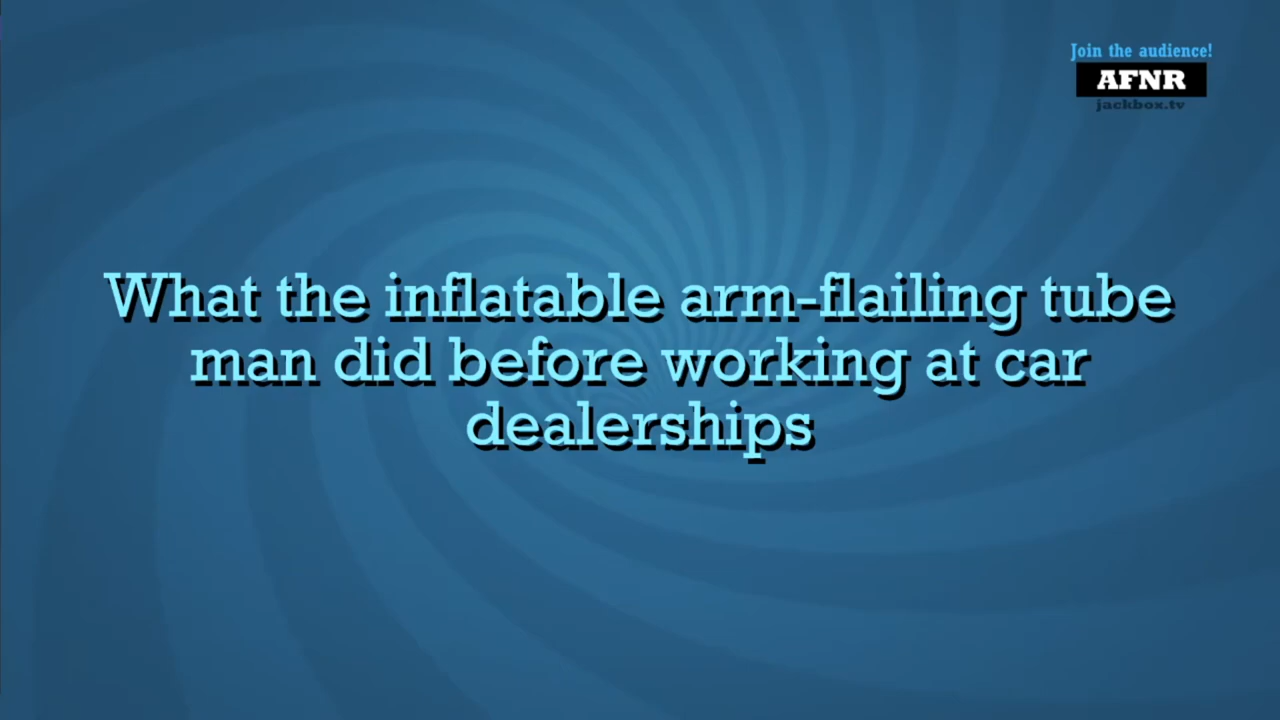 Join the audience!
AFNR
jackbox.tv
What the inflatable arm-flailing tube
man did before working at car
dealerships